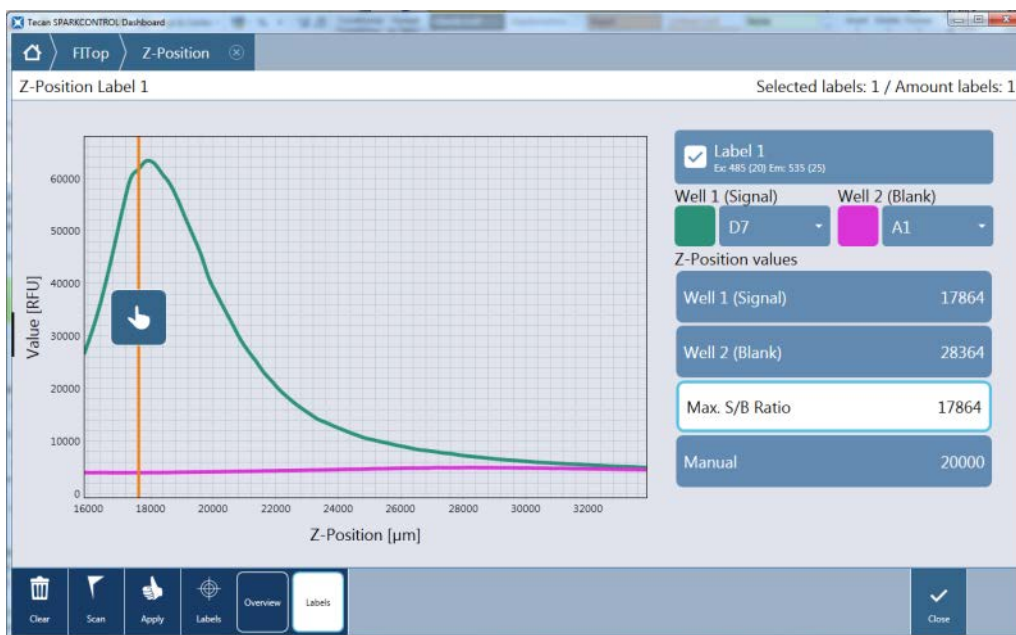 Tecan SPARKCONTROL Dashboard
FITop Z-Position
Z-Position Label 1 Selected labels: 1 / Amount labels: 1
Label 1
Ex: 485 (20) Em: 535 (25)
Well 1 (Signal) Well 2 (Blank)
D7 A1
Z-Position values
Well 1 (Signal) 17864
Well 2 (Blank) 28364
Max. S/B Ratio 17864
Manual 20000
Value [RFU]
60000
50000
40000
30000
20000
10000
0
16000 18000 20000 22000 24000 26000 28000 30000 32000
Z-Position [µm]
Clear Scan Apply Labels Overview Labels Close